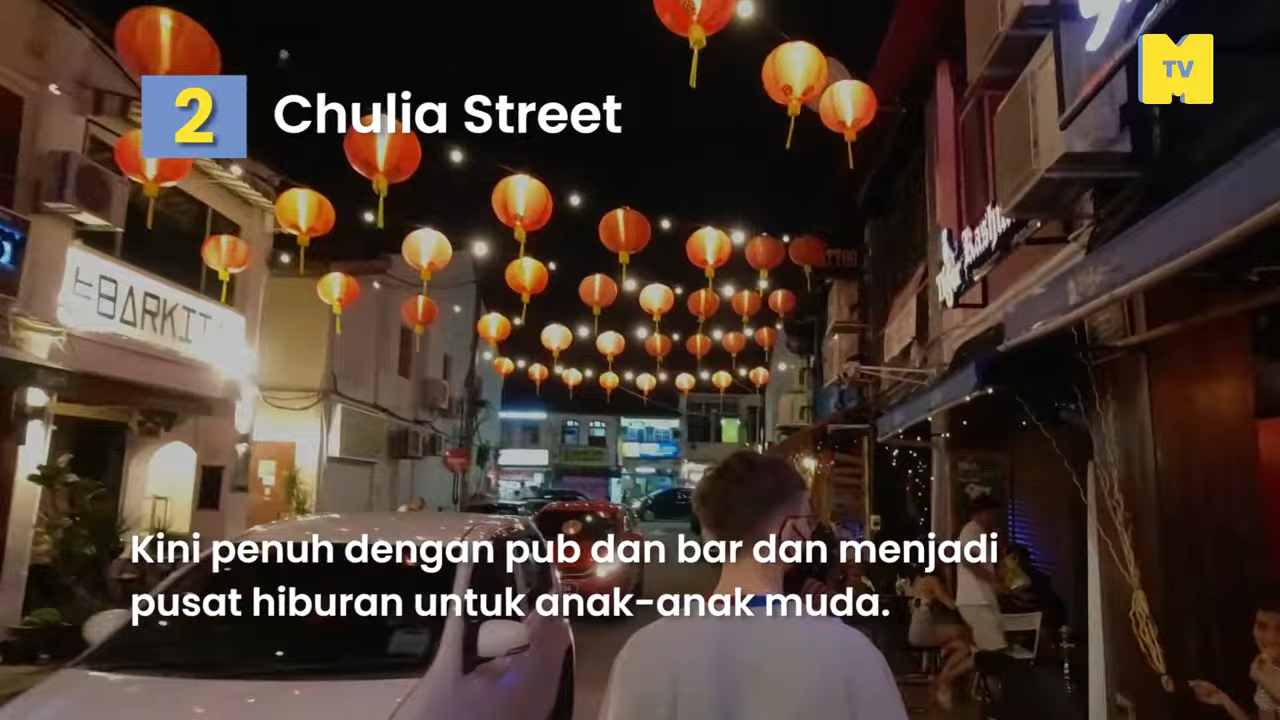 2
Chulia Street
M
TV
BARKIT
Kini penuh dengan pub dan bar dan menjadi
pusat hiburan untuk anak-anak muda.